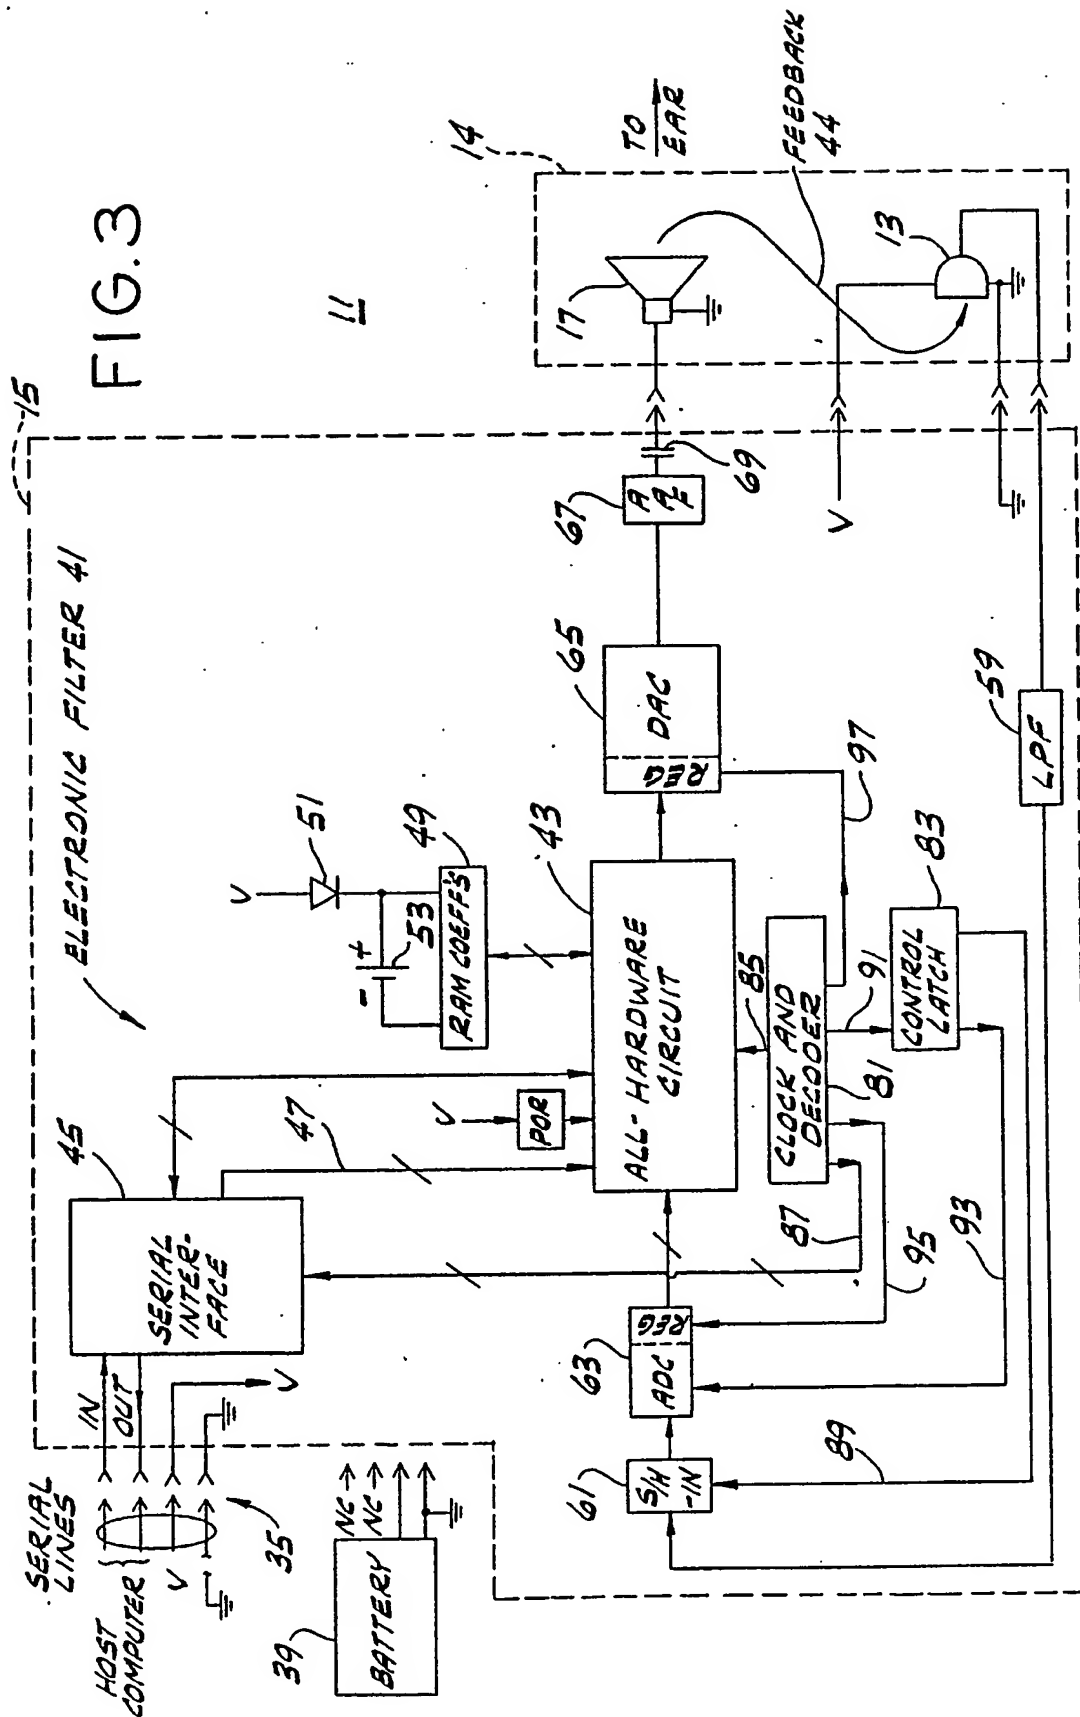 FIG.3
11
15
ELECTRONIC FILTER 41
14
TO
EAR
FEEDBACK
44
17
13
SERIAL
LINES
HOST
COMPUTER
V
35
IN
OUT
V
45
SERIAL
INTER-
FACE
47
V
POR
V
51
+
-
53
49
RAM COEFF'S
43
ALL-HARDWARE
CIRCUIT
65
REG
DAC
67
A
A
F
69
V
39
BATTERY
NC
NC
61
S/H
-IN
63
ADC
REG
85
CLOCK AND
DECODER
81
87
95
91
97
83
CONTROL
LATCH
93
89
59
LPF